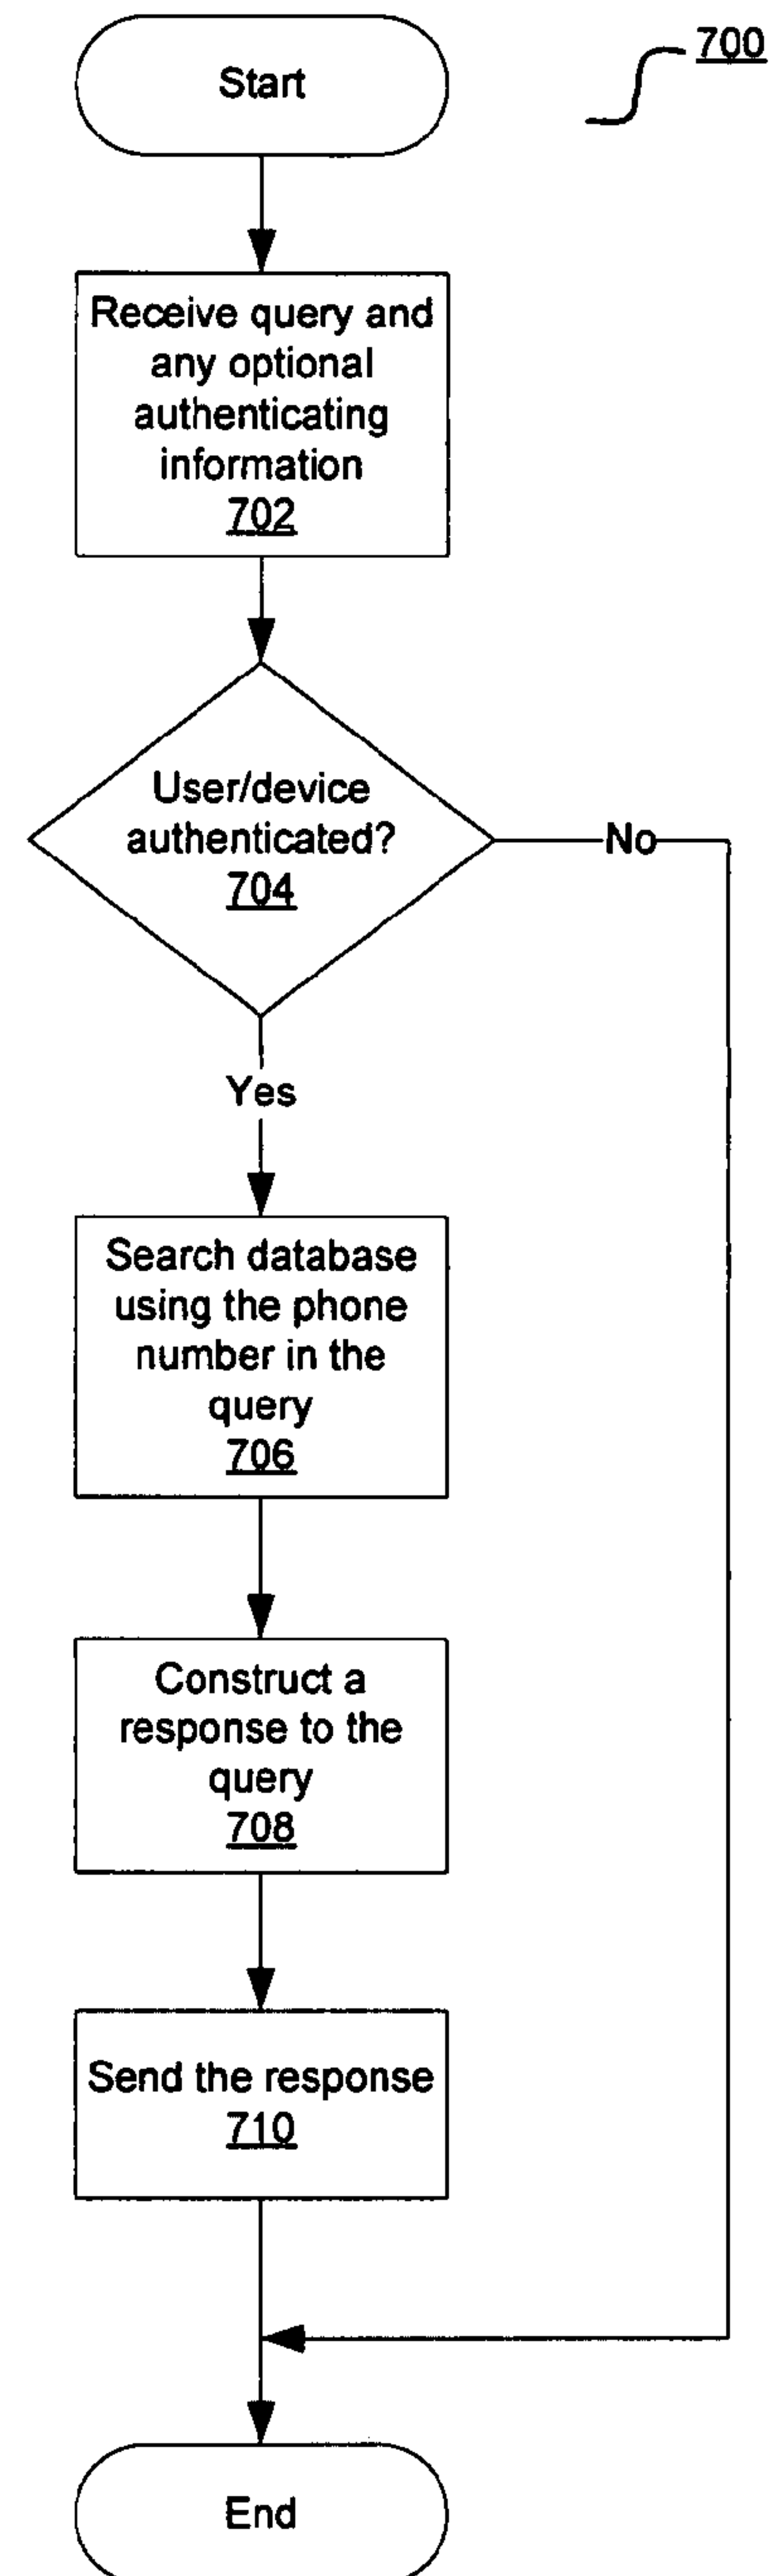 Start
700
Receive query and
any optional
authenticating
information
702
User/device
authenticated?
704
No
Yes
Search database
using the phone
number in the
query
706
Construct a
response to the
query
708
Send the response
710
End